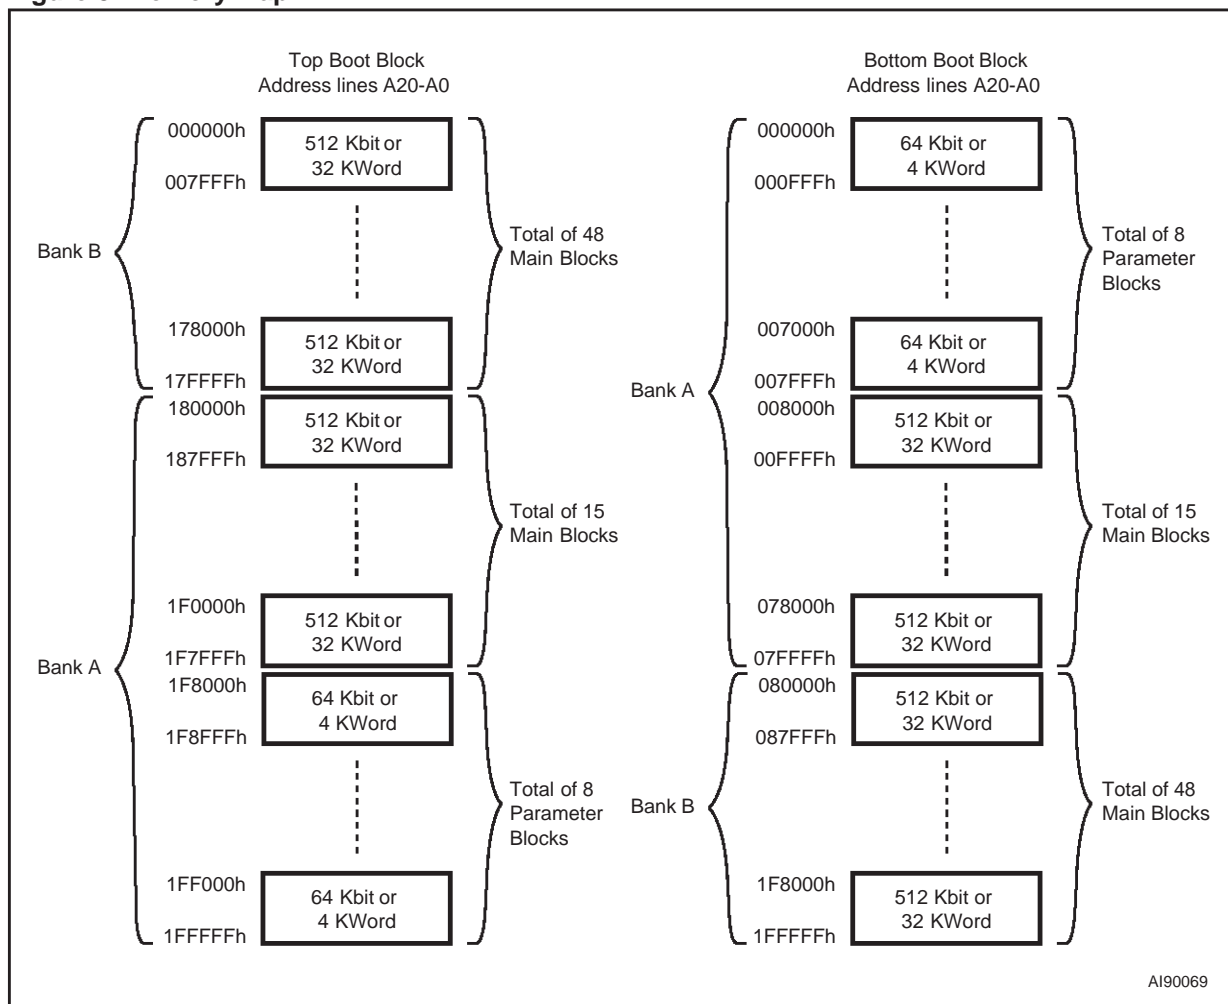 Top Boot Block
Address lines A20-A0
000000h
512 Kbit or
32 KWord
007FFFh
Bank B
Total of 48
Main Blocks
178000h
512 Kbit or
32 KWord
17FFFFh
180000h
512 Kbit or
32 KWord
187FFFh
Total of 15
Main Blocks
1F0000h
512 Kbit or
32 KWord
1F7FFFh
Bank A
1F8000h
64 Kbit or
4 KWord
1F8FFFh
Total of 8
Parameter
Blocks
1FF000h
64 Kbit or
4 KWord
1FFFFFh
Bottom Boot Block
Address lines A20-A0
000000h
64 Kbit or
4 KWord
000FFFh
Total of 8
Parameter
Blocks
007000h
64 Kbit or
4 KWord
007FFFh
Bank A
008000h
512 Kbit or
32 KWord
00FFFFh
Total of 15
Main Blocks
078000h
512 Kbit or
32 KWord
07FFFFh
080000h
512 Kbit or
32 KWord
087FFFh
Bank B
Total of 48
Main Blocks
1F8000h
512 Kbit or
32 KWord
1FFFFFh
AI90069